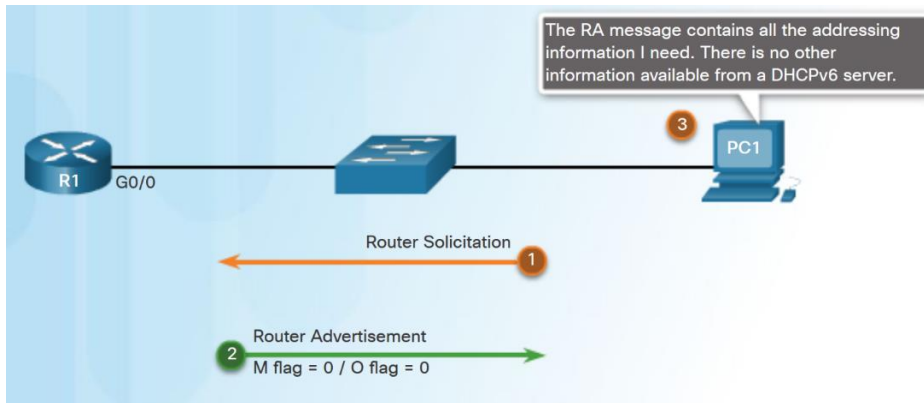 The RA message contains all the addressing
information I need. There is no other
information available from a DHCPv6 server.
3
PC1
R1
G0/0
Router Solicitation
1
Router Advertisement
2
M flag = 0 / O flag = 0